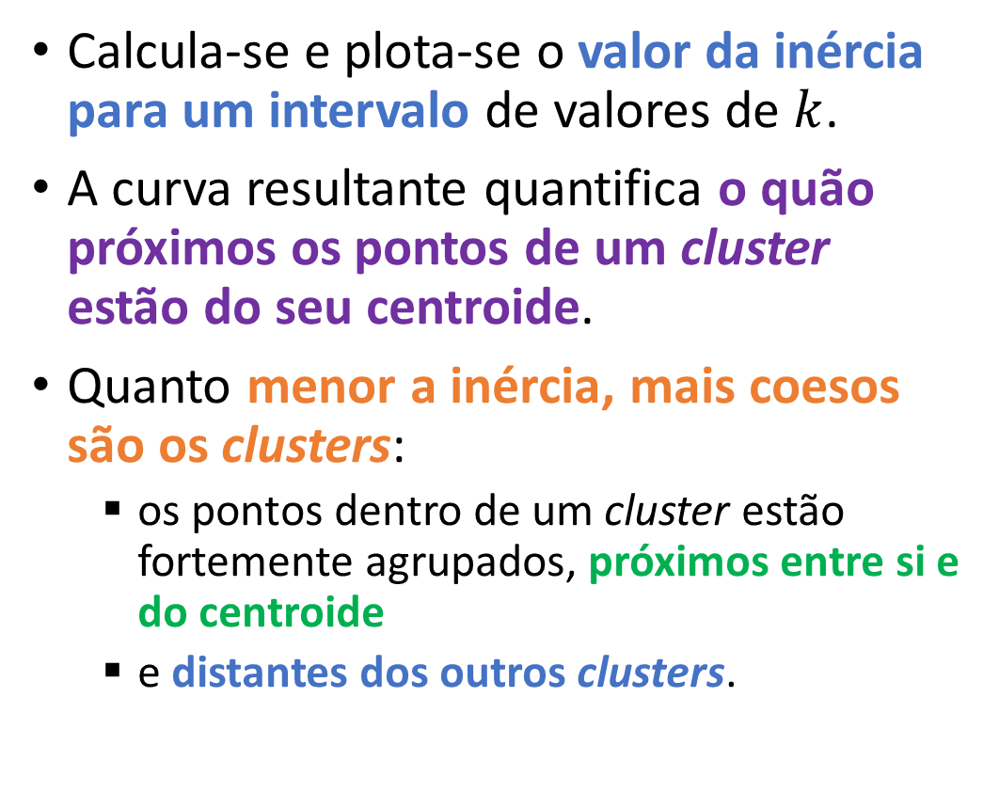 • Calcula-se e plota-se o valor da inércia
para um intervalo de valores de k.
• A curva resultante quantifica o quão
próximos os pontos de um cluster
estão do seu centroide.
• Quanto menor a inércia, mais coesos
são os clusters:
▪ os pontos dentro de um cluster estão
fortemente agrupados, próximos entre si e
do centroide
▪ e distantes dos outros clusters.